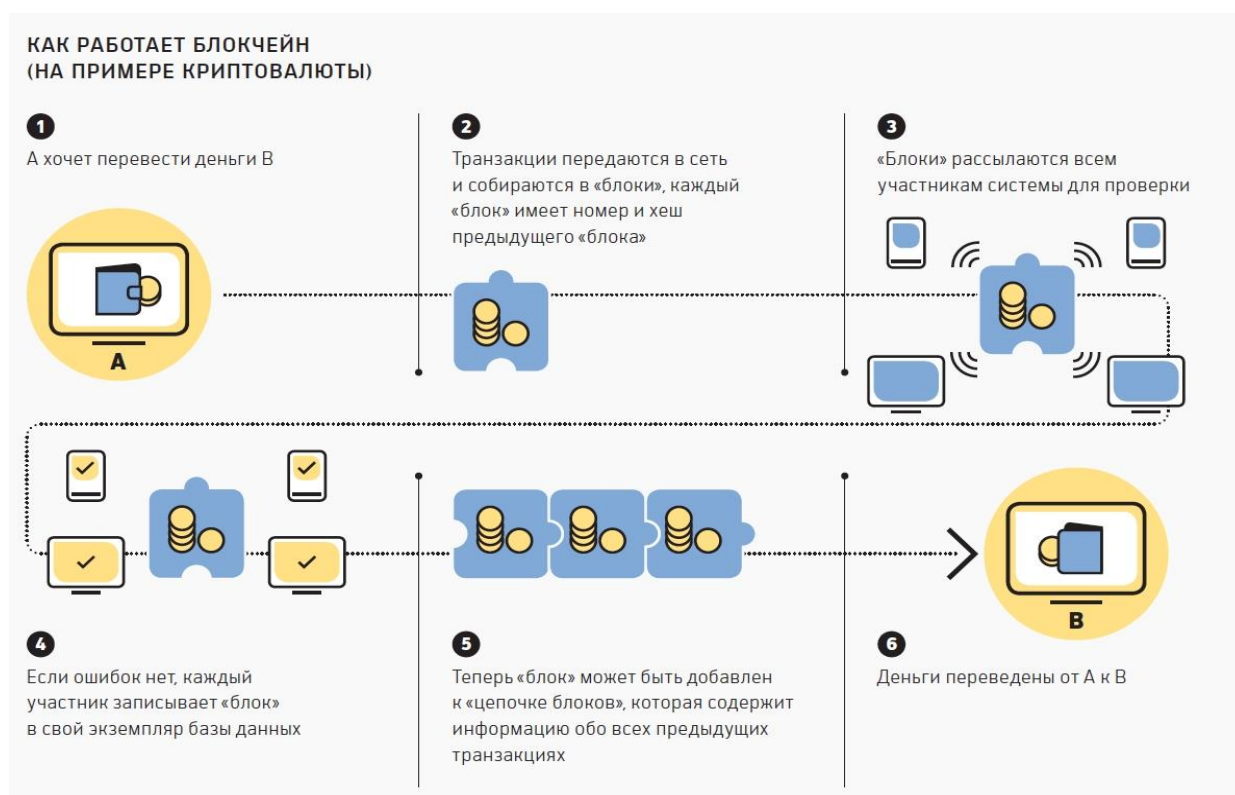 КАК РАБОТАЕТ БЛОКЧЕЙН
(НА ПРИМЕРЕ КРИПТОВАЛЮТЫ)
1
А хочет перевести деньги В
А
2
Транзакции передаются в сеть
и собираются в «блоки», каждый
«блок» имеет номер и хеш
предыдущего «блока»
3
«Блоки» рассылаются всем
участникам системы для проверки
4
Если ошибок нет, каждый
участник записывает «блок»
в свой экземпляр базы данных
5
Теперь «блок» может быть добавлен
к «цепочке блоков», которая содержит
информацию обо всех предыдущих
транзакциях
В
6
Деньги переведены от А к В